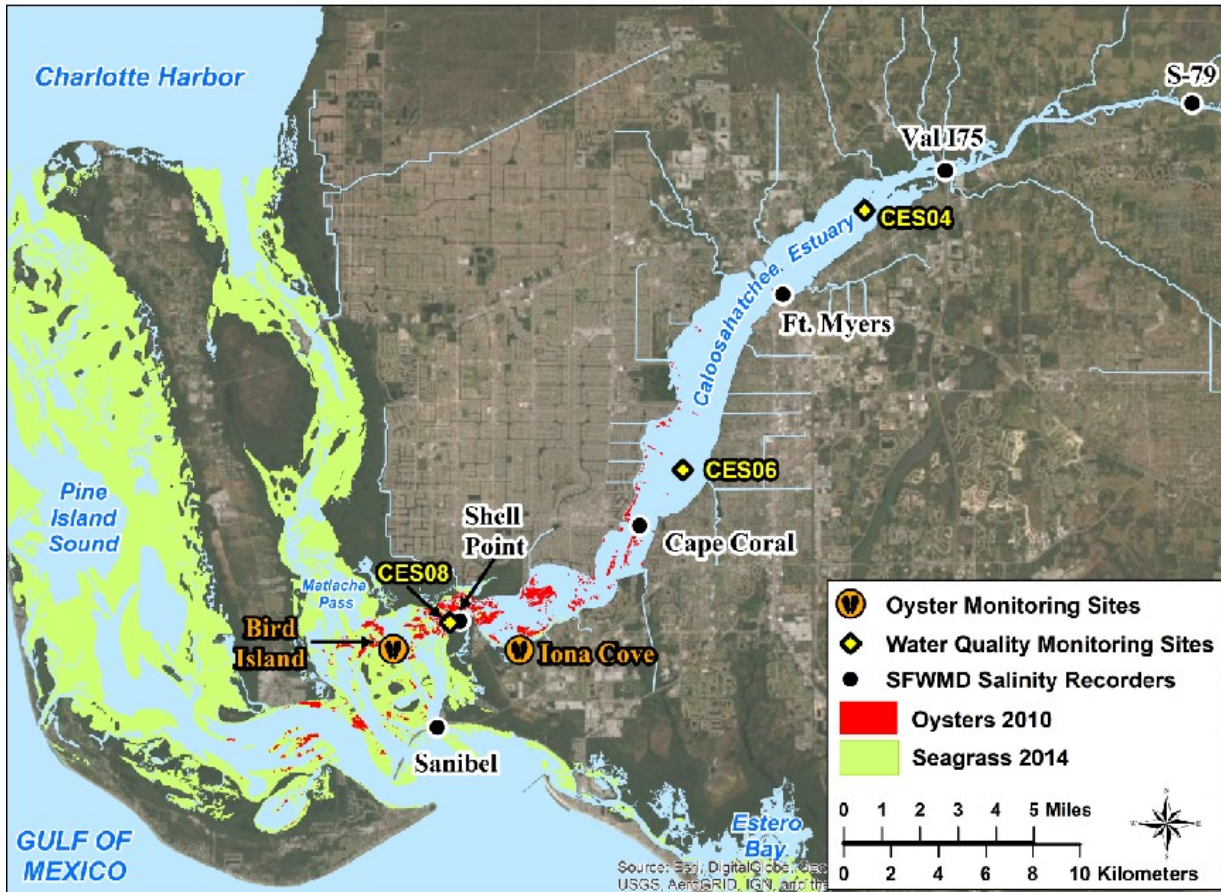 Charlotte Harbor
S-79
Val I75
CES04
Caloosahatchee Estuary
Ft. Myers
CES06
Pine
Island
Sound
Shell
Point
Cape Coral
CES08
Matlacha
Pass
Bird
Island
Iona Cove
Sanibel
GULF OF
MEXICO
Estero
Bay
Oyster Monitoring Sites
Water Quality Monitoring Sites
SFWMD Salinity Recorders
Oysters 2010
Seagrass 2014
0 1 2 3 4 5 Miles
0 2 4 6 8 10 Kilometers
N
W E
S
Source: Esri, DigitalGlobe, Geo
USGS, AeroGRID, IGN, and the